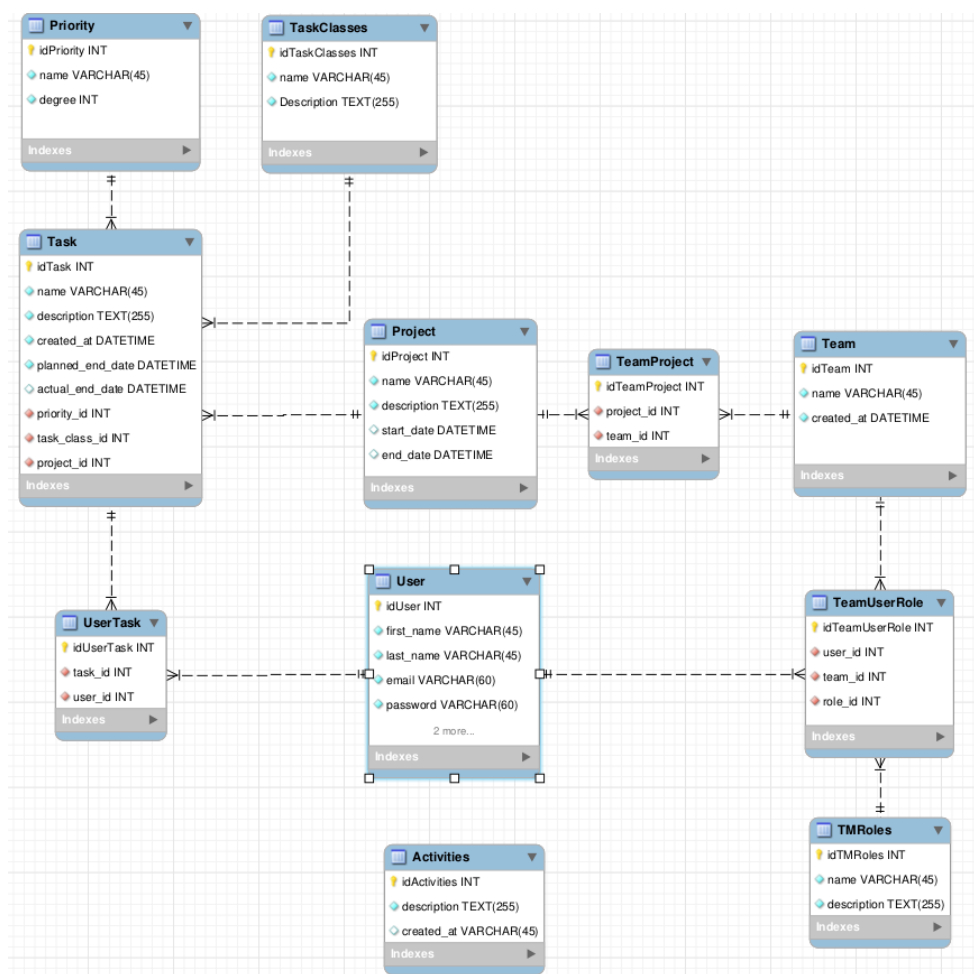 Priority
idPriority INT
name VARCHAR(45)
degree INT
Indexes
TaskClasses
idTaskClasses INT
name VARCHAR(45)
Description TEXT(255)
Indexes
Task
idTask INT
name VARCHAR(45)
description TEXT(255)
created_at DATETIME
planned_end_date DATETIME
actual_end_date DATETIME
priority_id INT
task_class_id INT
project_id INT
Indexes
Project
idProject INT
name VARCHAR(45)
description TEXT(255)
start_date DATETIME
end_date DATETIME
Indexes
TeamProject
idTeamProject INT
project_id INT
team_id INT
Indexes
Team
idTeam INT
name VARCHAR(45)
created_at DATETIME
Indexes
UserTask
idUserTask INT
task_id INT
user_id INT
Indexes
User
idUser INT
first_name VARCHAR(45)
last_name VARCHAR(45)
email VARCHAR(60)
password VARCHAR(60)
2 more...
Indexes
TeamUserRole
idTeamUserRole INT
user_id INT
team_id INT
role_id INT
Indexes
Activities
idActivities INT
description TEXT(255)
created_at VARCHAR(45)
Indexes
TMRoles
idTMRoles INT
name VARCHAR(45)
description TEXT(255)
Indexes